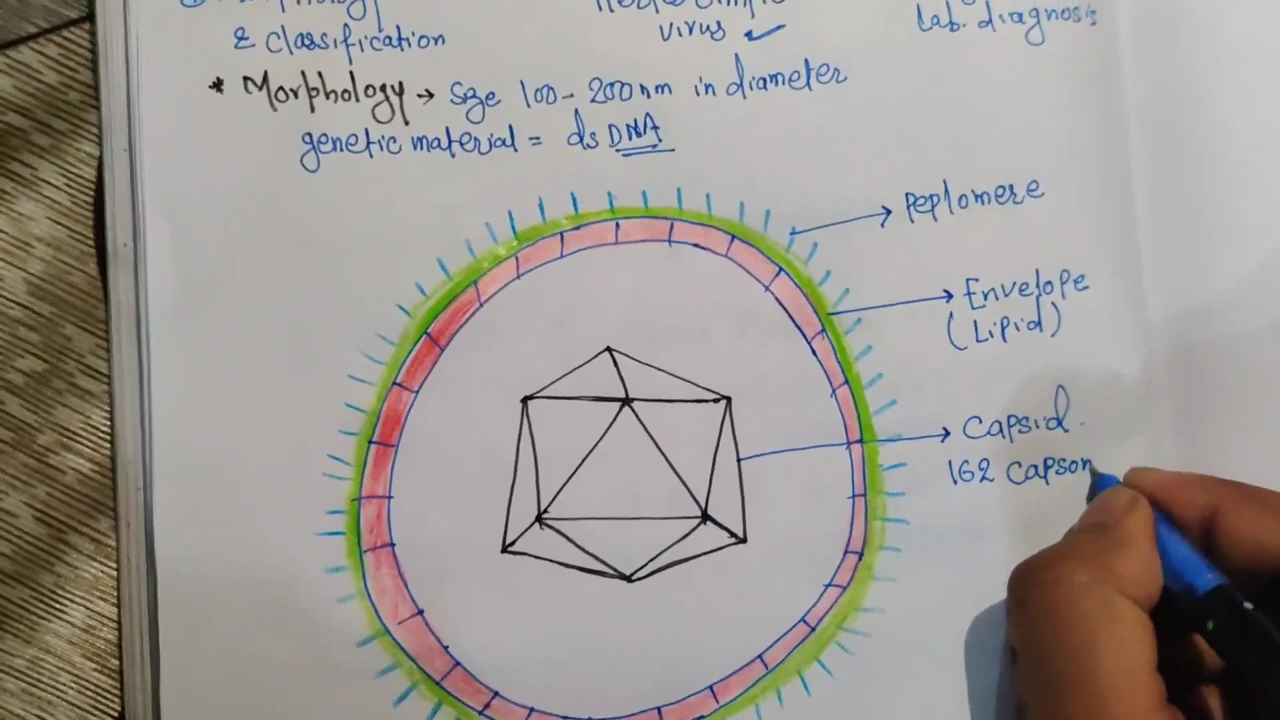 & classification
virus
Lab. diagnosis
* Morphology → Size 100 - 200 nm in diameter
genetic material = ds DNA
Peplomere
Envelope
(Lipid)
Capsid.
162 Capson